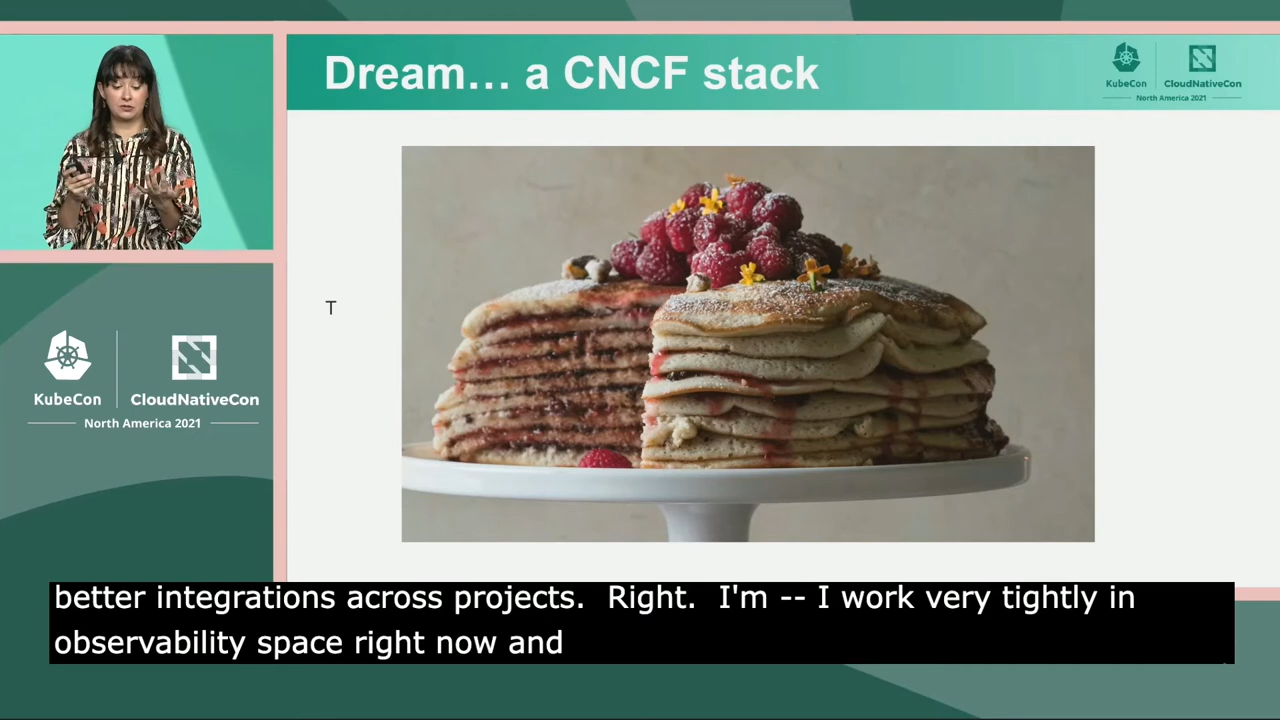 Dream... a CNCF stack
KubeCon
CloudNativeCon
North America 2021
T
KubeCon
CloudNativeCon
North America 2021
better integrations across projects.  Right.  I'm -- I work very tightly in
observability space right now and